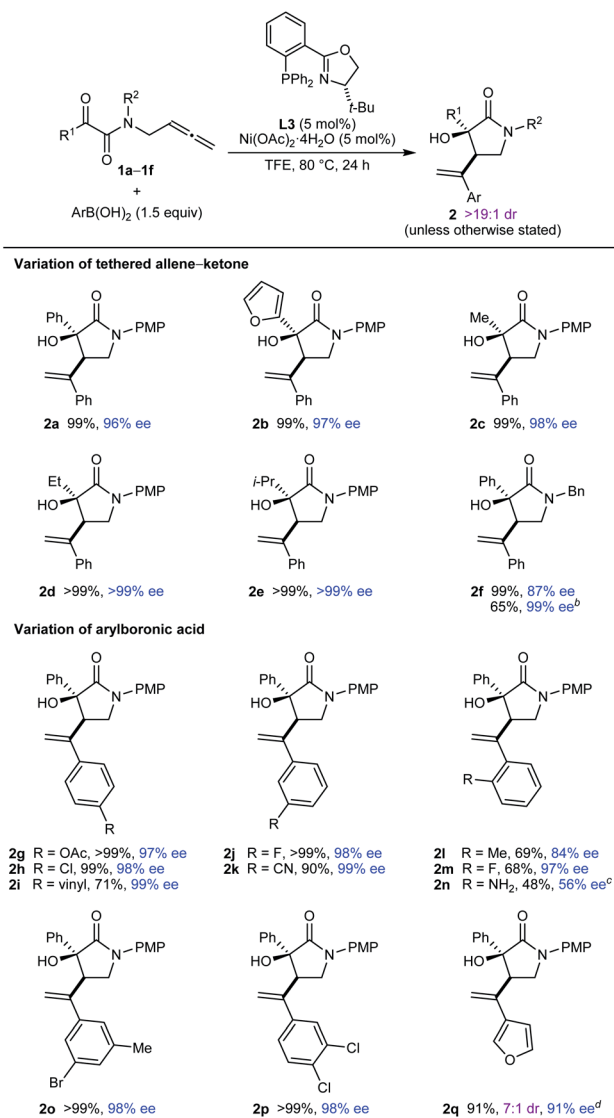 O
R²
R¹
N
O
1a–1f
+
ArB(OH)₂ (1.5 equiv)
O
PPh₂
N
t-Bu
L3 (5 mol%)
Ni(OAc)₂·4H₂O (5 mol%)
TFE, 80 °C, 24 h
R¹
O
HO
N
R²
Ar
2 >19:1 dr
(unless otherwise stated)
Variation of tethered allene–ketone
Ph
O
HO
N
PMP
Ph
2a 99%, 96% ee
O
O
HO
N
PMP
Ph
2b 99%, 97% ee
Me
O
HO
N
PMP
Ph
2c 99%, 98% ee
Et
O
HO
N
PMP
Ph
2d >99%, >99% ee
i-Pr
O
HO
N
PMP
Ph
2e >99%, >99% ee
Ph
O
HO
N
Bn
Ph
2f 99%, 87% ee
65%, 99% eeᵇ
Variation of arylboronic acid
Ph
O
HO
N
PMP
R
2g R = OAc, >99%, 97% ee
2h R = Cl, 99%, 98% ee
2i R = vinyl, 71%, 99% ee
Ph
O
HO
N
PMP
R
2j R = F, >99%, 98% ee
2k R = CN, 90%, 99% ee
Ph
O
HO
N
PMP
R
2l R = Me, 69%, 84% ee
2m R = F, 68%, 97% ee
2n R = NH₂, 48%, 56% eeᶜ
Ph
O
HO
N
PMP
Me
Br
2o >99%, 98% ee
Ph
O
HO
N
PMP
Cl
Cl
2p >99%, 98% ee
Ph
O
HO
N
PMP
O
2q 91%, 7:1 dr, 91% eeᵈ